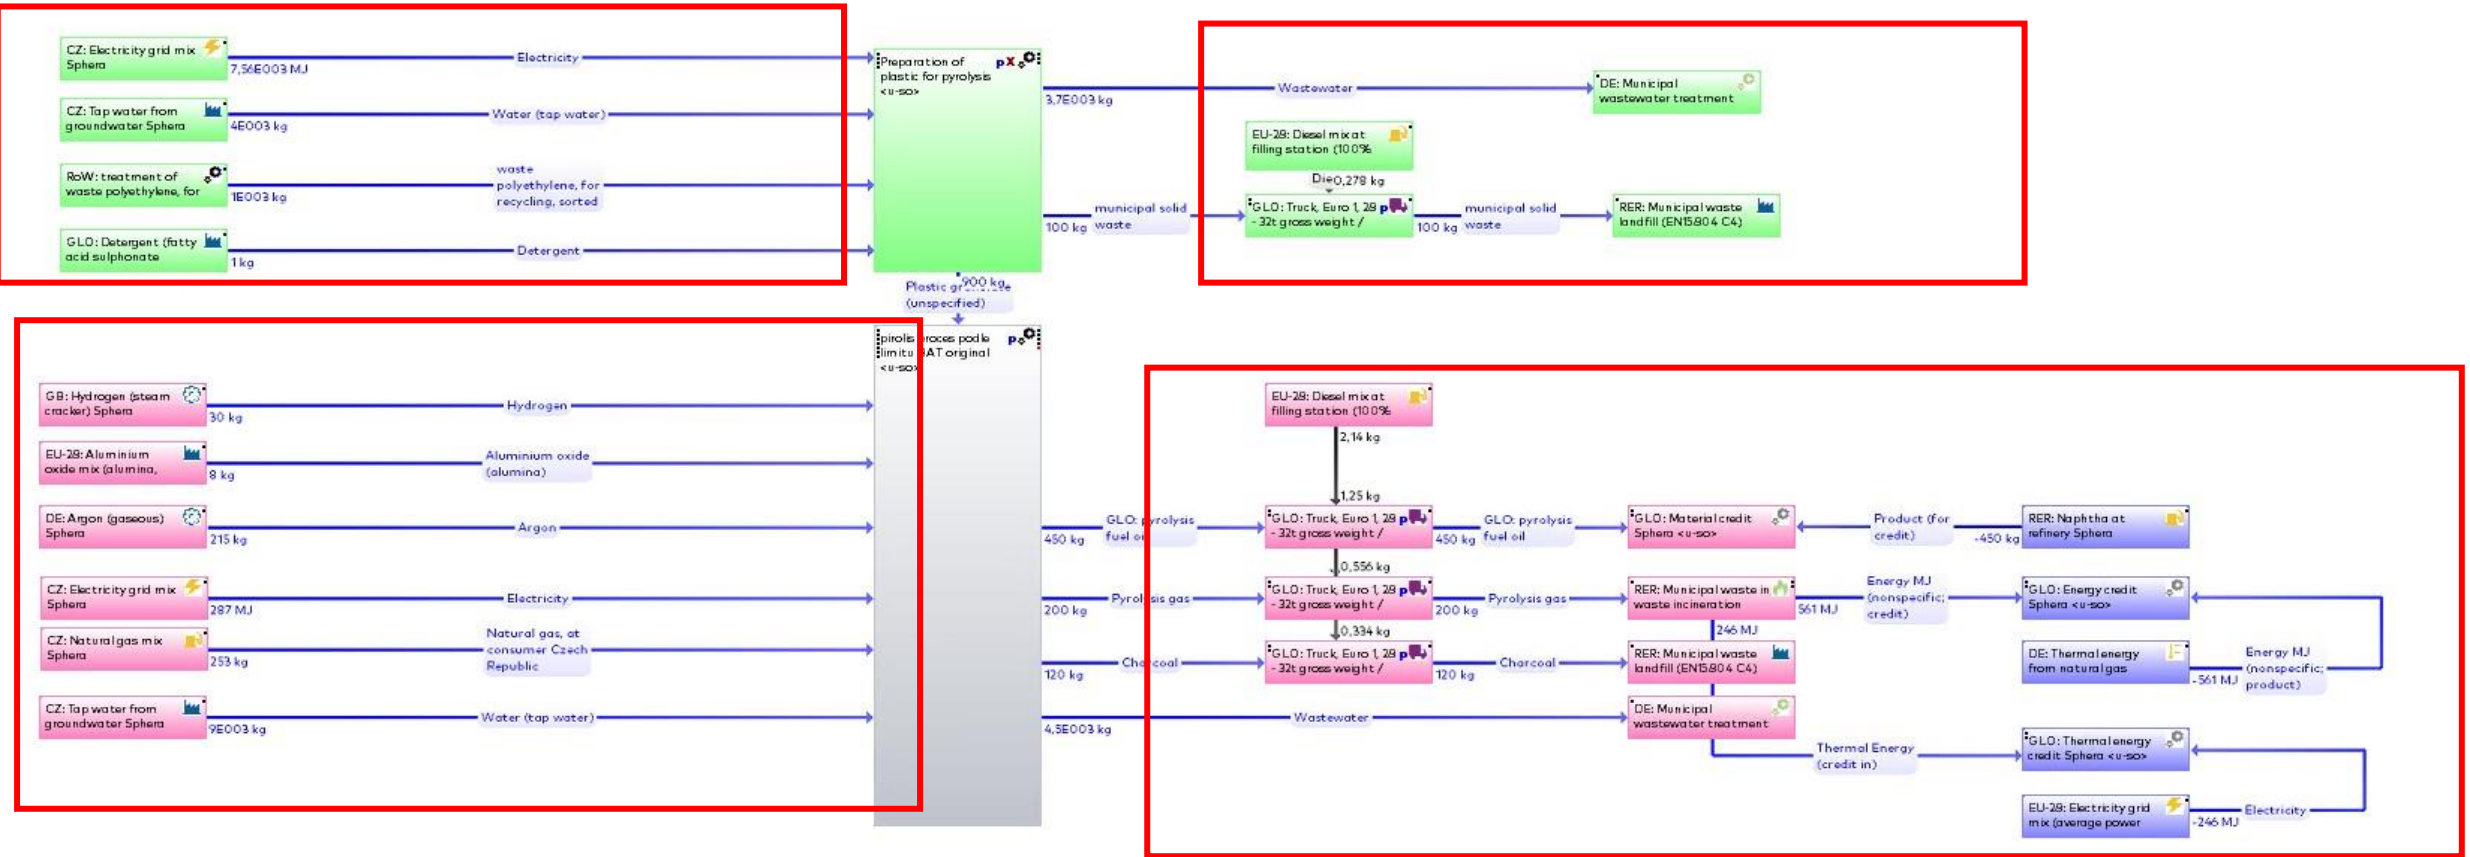 CZ: Electricity grid mix
Sphera
7,56E003 MJ
Electricity
CZ: Tap water from
groundwater Sphera
4E003 kg
Water (tap water)
RoW: treatment of
waste polyethylene, for
1E003 kg
waste
polyethylene, for
recycling, sorted
GLO: Detergent (fatty
acid sulphonate
1 kg
Detergent
Preparation of
plastic for pyrolysis
<u-so>
pX
3,7E003 kg
Wastewater
DE: Municipal
wastewater treatment
EU-28: Diesel mix at
filling station (100%
0,278 kg
100 kg
municipal solid
waste
GLO: Truck, Euro 1, 28
- 32t gross weight /
p
100 kg
municipal solid
waste
RER: Municipal waste
landfill (EN15804 C4)
900 kg
Plastic
(unspecified)
proces podle
limitu BAT original
<u-so>
p
GB: Hydrogen (steam
cracker) Sphera
30 kg
Hydrogen
EU-28: Aluminium
oxide mix (alumina,
8 kg
Aluminium oxide
(alumina)
DE: Argon (gaseous)
Sphera
215 kg
Argon
CZ: Electricity grid mix
Sphera
287 MJ
Electricity
CZ: Natural gas mix
Sphera
253 kg
Natural gas, at
consumer Czech
Republic
CZ: Tap water from
groundwater Sphera
9E003 kg
Water (tap water)
EU-28: Diesel mix at
filling station (100%
2,14 kg
1,25 kg
450 kg
GLO: pyrolysis
fuel oil
GLO: Truck, Euro 1, 28
- 32t gross weight /
p
450 kg
GLO: pyrolysis
fuel oil
GLO: Material credit
Sphera <u-so>
Product (for
credit)
-450 kg
RER: Naphtha at
refinery Sphera
0,556 kg
200 kg
Pyrolysis gas
GLO: Truck, Euro 1, 28
- 32t gross weight /
p
200 kg
Pyrolysis gas
RER: Municipal waste in
waste incineration
561 MJ
Energy MJ
(nonspecific;
credit)
GLO: Energy credit
Sphera <u-so>
0,334 kg
246 MJ
120 kg
Charcoal
GLO: Truck, Euro 1, 28
- 32t gross weight /
p
120 kg
Charcoal
RER: Municipal waste
landfill (EN15804 C4)
DE: Thermal energy
from natural gas
-561 MJ
Energy MJ
(nonspecific;
product)
4,5E003 kg
Wastewater
DE: Municipal
wastewater treatment
Thermal Energy
(credit in)
GLO: Thermal energy
credit Sphera <u-so>
EU-28: Electricity grid
mix (average power
-246 MJ
Electricity